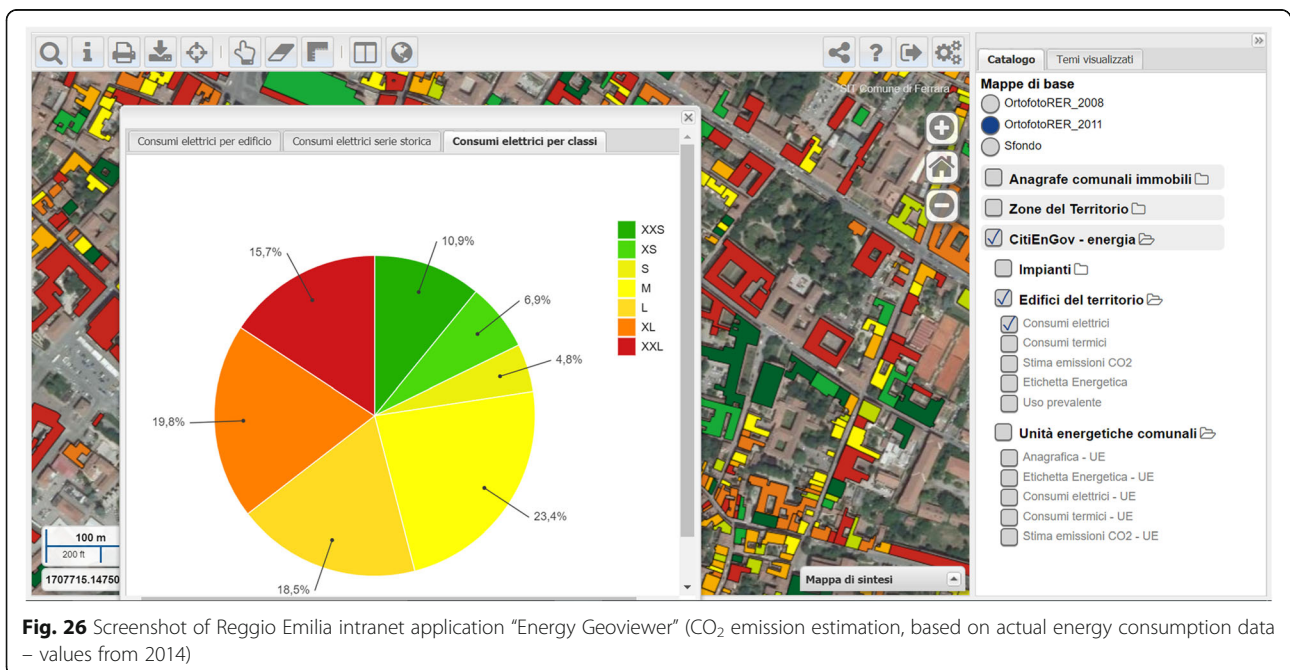 SIT Comune di Ferrara
Consumi elettrici per edificio
Consumi elettrici serie storica
Consumi elettrici per classi
10,9%
6,9%
4,8%
23,4%
18,5%
19,8%
15,7%
XXS
XS
S
M
L
XL
XXL
100 m
200 ft
1707715.14750
Mappa di sintesi
Catalogo
Temi visualizzati
Mappe di base
OrtofotoRER_2008
OrtofotoRER_2011
Sfondo
Anagrafe comunali immobili
Zone del Territorio
CitiEnGov - energia
Impianti
Edifici del territorio
Consumi elettrici
Consumi termici
Stima emissioni CO2
Etichetta Energetica
Uso prevalente
Unità energetiche comunali
Anagrafica - UE
Etichetta Energetica - UE
Consumi elettrici - UE
Consumi termici - UE
Stima emissioni CO2 - UE
Fig. 26 Screenshot of Reggio Emilia intranet application “Energy Geoviewer” (CO₂ emission estimation, based on actual energy consumption data
– values from 2014)